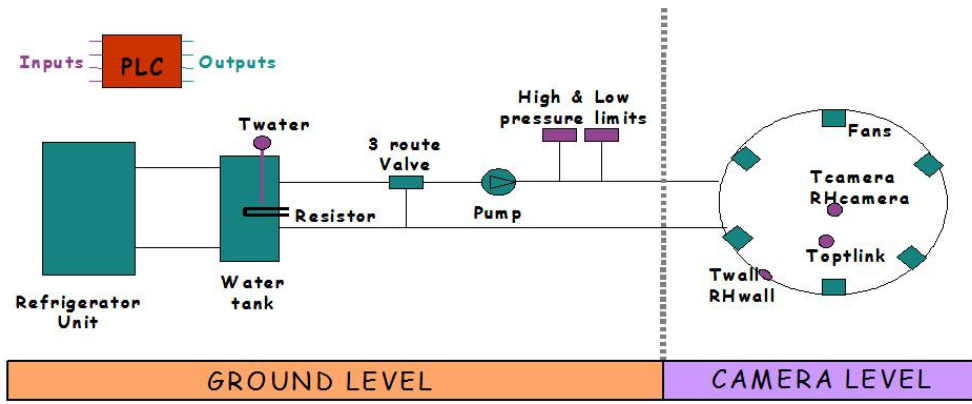 Inputs
PLC
Outputs
Twater
3 route
Valve
High & Low
pressure limits
Fans
Tcamera
RHcamera
Resistor
Pump
Toptlink
Twall
RHwall
Water
tank
Refrigerator
Unit
GROUND LEVEL
CAMERA LEVEL